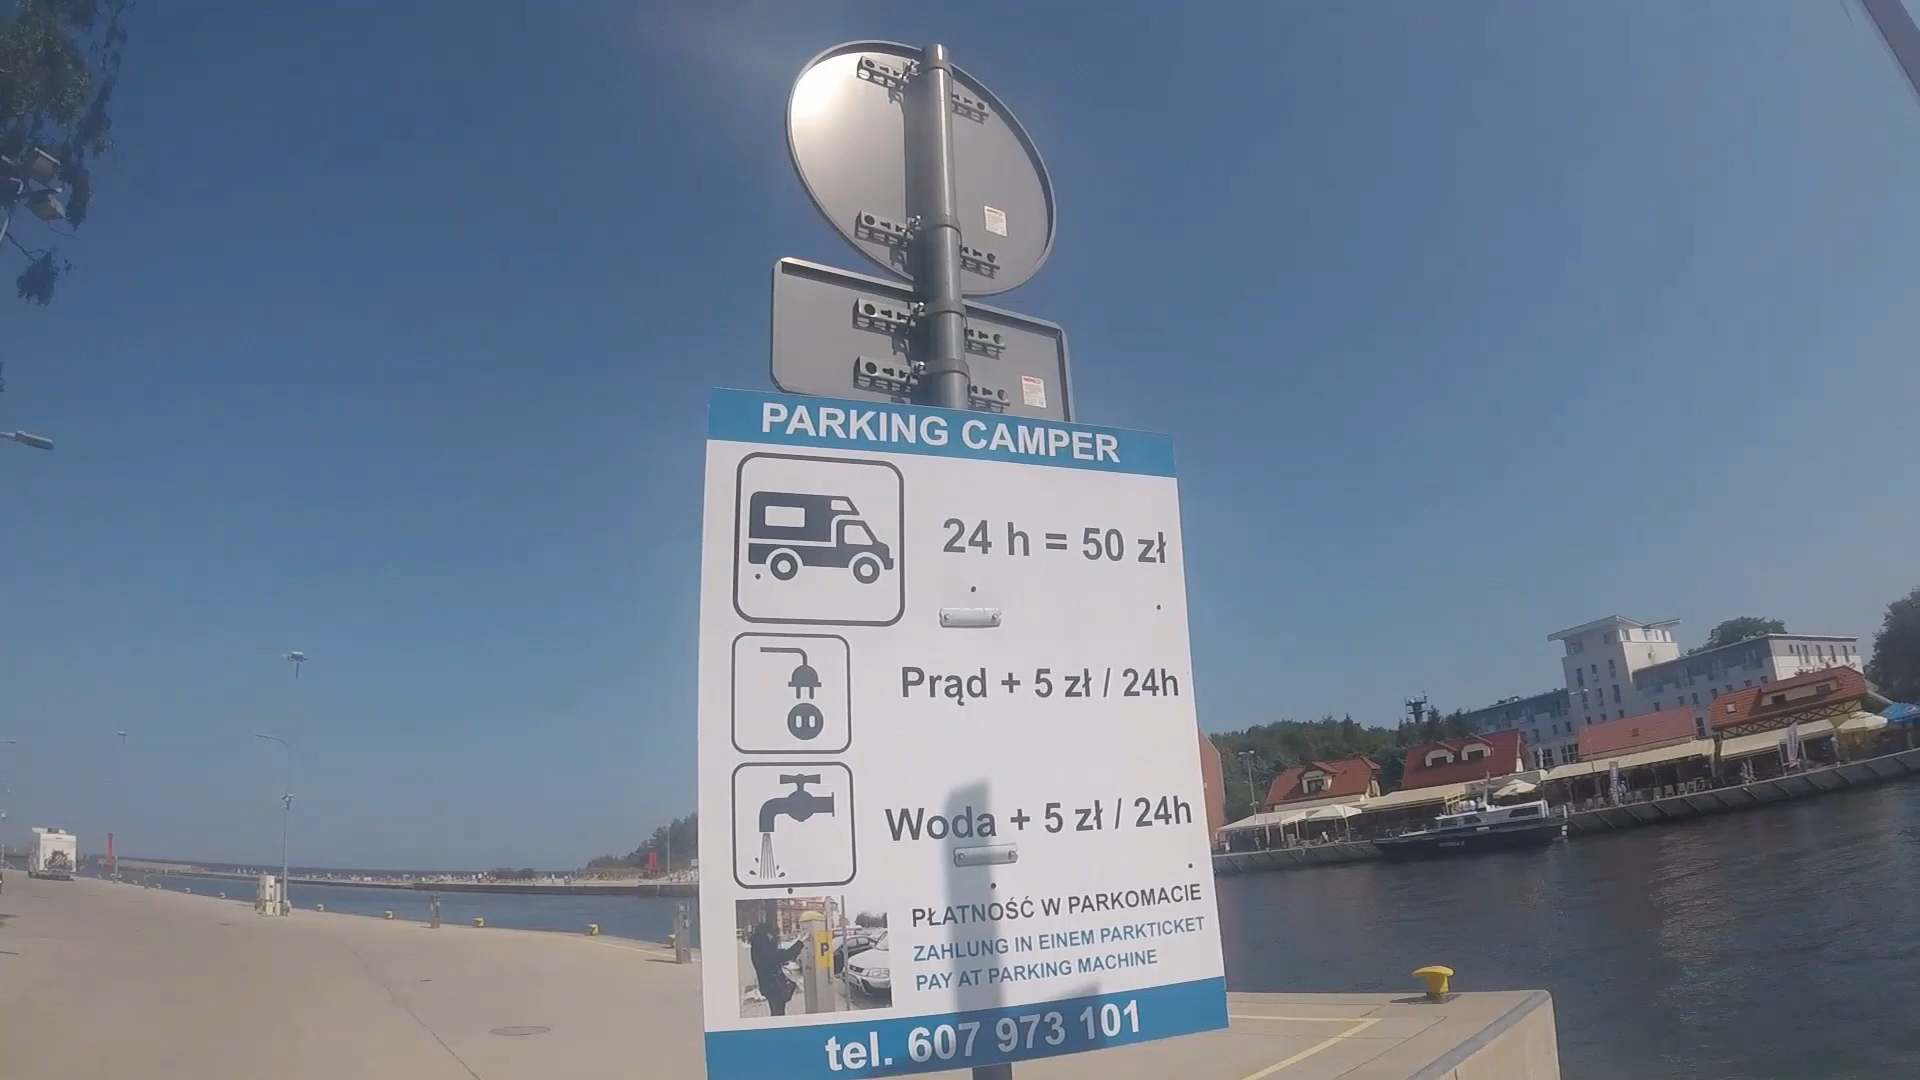 PARKING CAMPER
24 h = 50 zł
Prąd + 5 zł / 24h
Woda + 5 zł / 24h
PŁATNOŚĆ W PARKOMACIE
ZAHLUNG IN EINEM PARKTICKET
PAY AT PARKING MACHINE
P
tel. 607 973 101